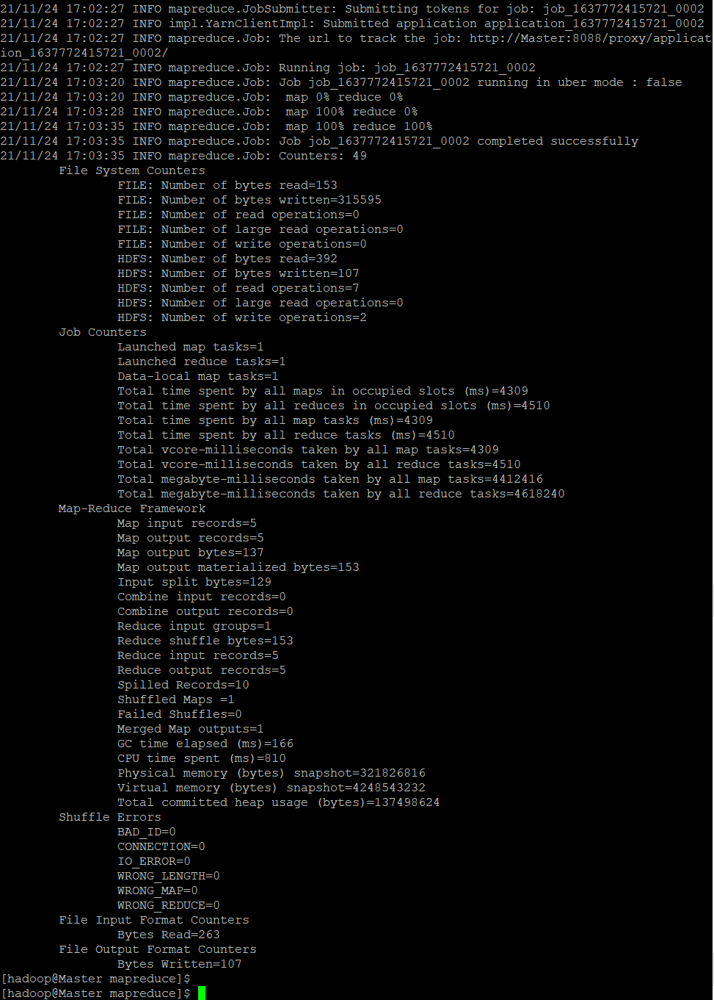 21/11/24 17:02:27 INFO mapreduce.JobSubmitter: Submitting tokens for job: job_1637772415721_0002
21/11/24 17:02:27 INFO impl.YarnClientImpl: Submitted application application_1637772415721_0002
21/11/24 17:02:27 INFO mapreduce.Job: The url to track the job: http://Master:8088/proxy/applicat
ion_1637772415721_0002/
21/11/24 17:02:27 INFO mapreduce.Job: Running job: job_1637772415721_0002
21/11/24 17:03:20 INFO mapreduce.Job: Job job_1637772415721_0002 running in uber mode : false
21/11/24 17:03:20 INFO mapreduce.Job:  map 0% reduce 0%
21/11/24 17:03:28 INFO mapreduce.Job:  map 100% reduce 0%
21/11/24 17:03:35 INFO mapreduce.Job:  map 100% reduce 100%
21/11/24 17:03:35 INFO mapreduce.Job: Job job_1637772415721_0002 completed successfully
21/11/24 17:03:35 INFO mapreduce.Job: Counters: 49
File System Counters
FILE: Number of bytes read=153
FILE: Number of bytes written=315595
FILE: Number of read operations=0
FILE: Number of large read operations=0
FILE: Number of write operations=0
HDFS: Number of bytes read=392
HDFS: Number of bytes written=107
HDFS: Number of read operations=7
HDFS: Number of large read operations=0
HDFS: Number of write operations=2
Job Counters
Launched map tasks=1
Launched reduce tasks=1
Data-local map tasks=1
Total time spent by all maps in occupied slots (ms)=4309
Total time spent by all reduces in occupied slots (ms)=4510
Total time spent by all map tasks (ms)=4309
Total time spent by all reduce tasks (ms)=4510
Total vcore-milliseconds taken by all map tasks=4309
Total vcore-milliseconds taken by all reduce tasks=4510
Total megabyte-milliseconds taken by all map tasks=4412416
Total megabyte-milliseconds taken by all reduce tasks=4618240
Map-Reduce Framework
Map input records=5
Map output records=5
Map output bytes=137
Map output materialized bytes=153
Input split bytes=129
Combine input records=0
Combine output records=0
Reduce input groups=1
Reduce shuffle bytes=153
Reduce input records=5
Reduce output records=5
Spilled Records=10
Shuffled Maps =1
Failed Shuffles=0
Merged Map outputs=1
GC time elapsed (ms)=166
CPU time spent (ms)=810
Physical memory (bytes) snapshot=321826816
Virtual memory (bytes) snapshot=4248543232
Total committed heap usage (bytes)=137498624
Shuffle Errors
BAD_ID=0
CONNECTION=0
IO_ERROR=0
WRONG_LENGTH=0
WRONG_MAP=0
WRONG_REDUCE=0
File Input Format Counters
Bytes Read=263
File Output Format Counters
Bytes Written=107
[hadoop@Master mapreduce]$
[hadoop@Master mapreduce]$